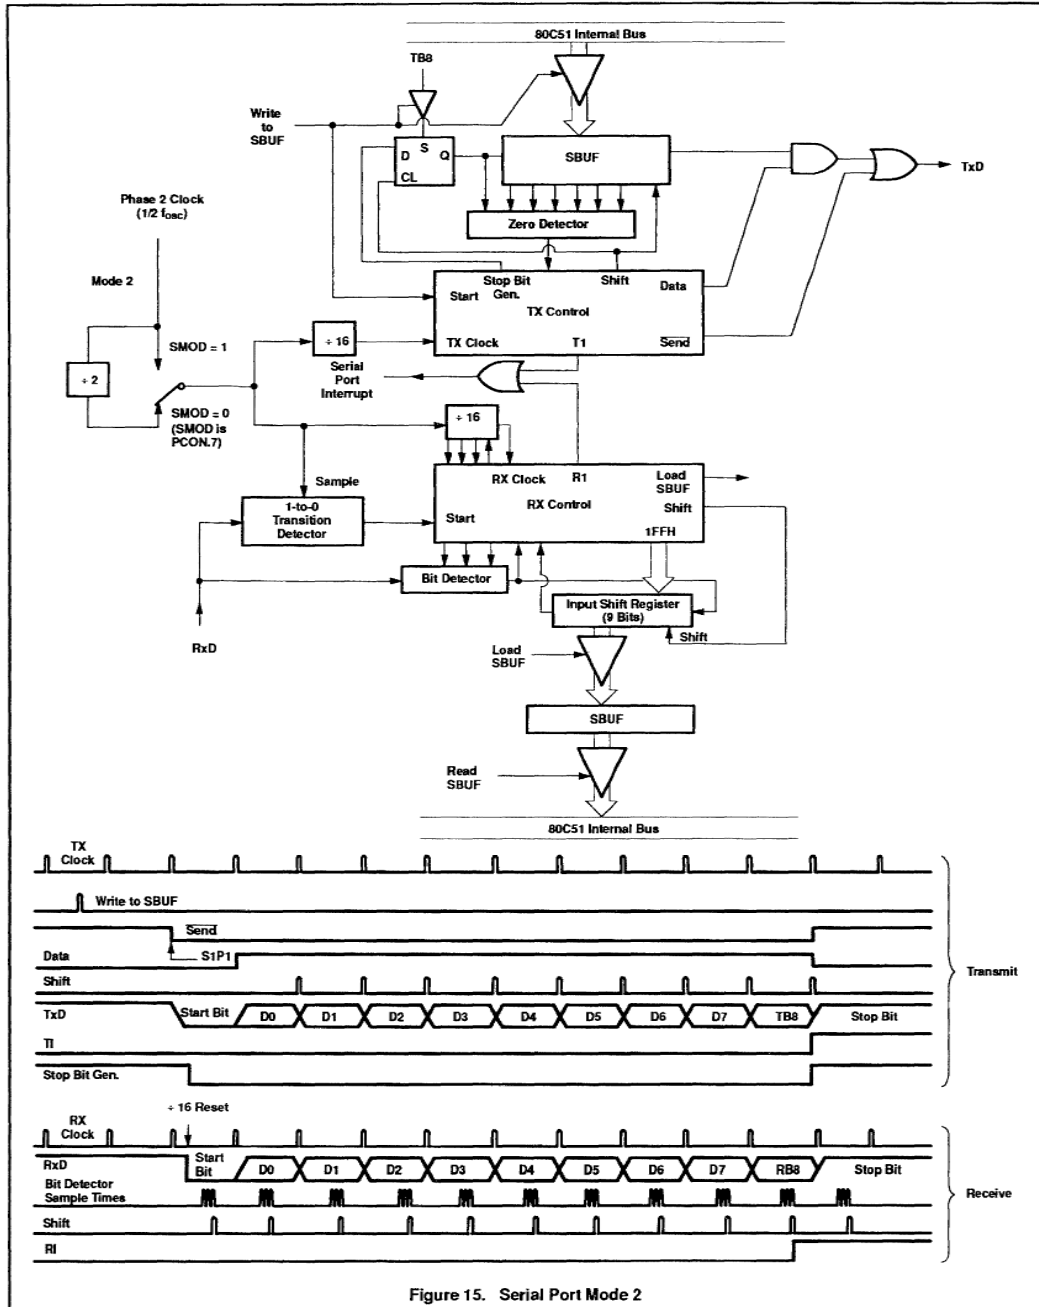 80C51 Internal Bus
TB8
Write
to
SBUF
S
D
Q
CL
SBUF
TxD
Zero Detector
Phase 2 Clock
(1/2 fOSC)
Mode 2
Stop Bit
Gen.
Shift
Data
Start
TX Control
TX Clock
T1
Send
÷ 16
SMOD = 1
÷ 2
Serial
Port
Interrupt
SMOD = 0
(SMOD is
PCON.7)
÷ 16
Sample
RX Clock
R1
Load
SBUF
RX Control
Shift
Start
1FFH
1-to-0
Transition
Detector
Bit Detector
Input Shift Register
(9 Bits)
Shift
RxD
Load
SBUF
SBUF
Read
SBUF
80C51 Internal Bus
TX
Clock
Write to SBUF
Send
S1P1
Data
Shift
TxD
Start Bit
D0
D1
D2
D3
D4
D5
D6
D7
TB8
Stop Bit
TI
Stop Bit Gen.
Transmit
÷ 16 Reset
RX
Clock
RxD
Start
Bit
D0
D1
D2
D3
D4
D5
D6
D7
RB8
Stop Bit
Bit Detector
Sample Times
Shift
RI
Receive
Figure 15. Serial Port Mode 2